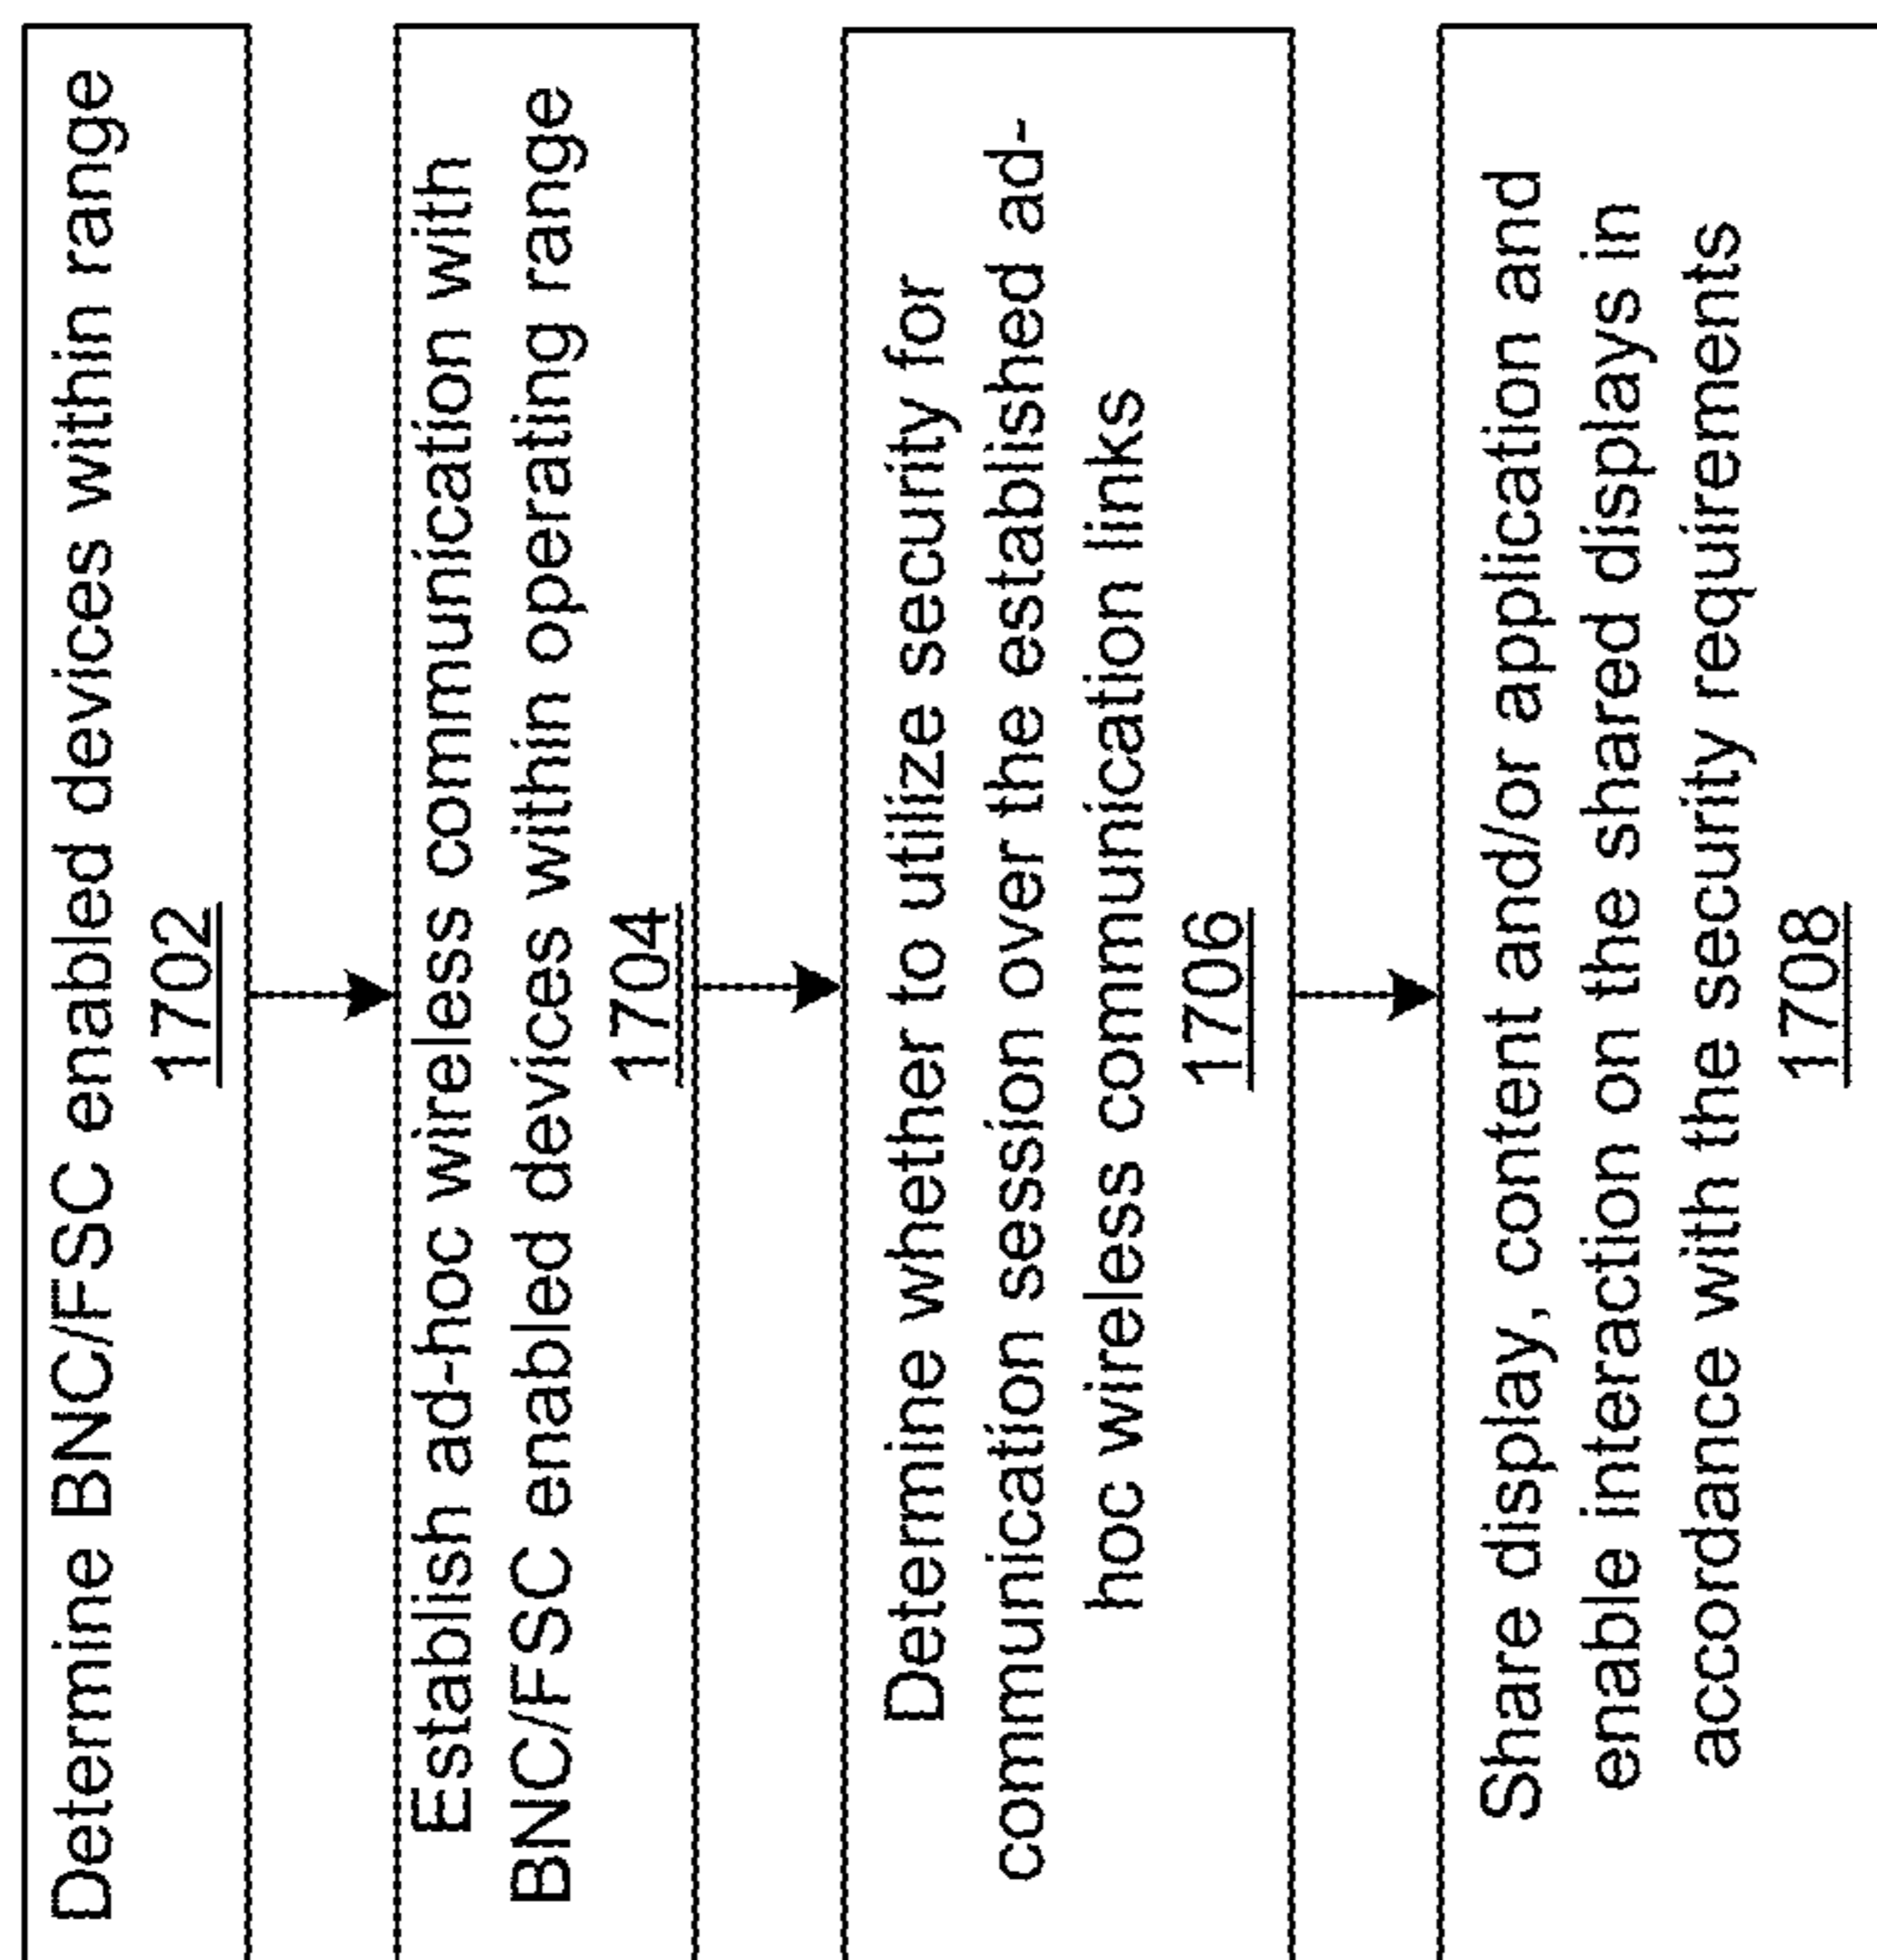 Determine BNC/FSC enabled devices within range
1702
Establish ad-hoc wireless communication with
BNC/FSC enabled devices within operating range
1704
Determine whether to utilize security for
communication session over the established ad-
hoc wireless communication links
1706
Share display, content and/or application and
enable interaction on the shared displays in
accordance with the security requirements
1708